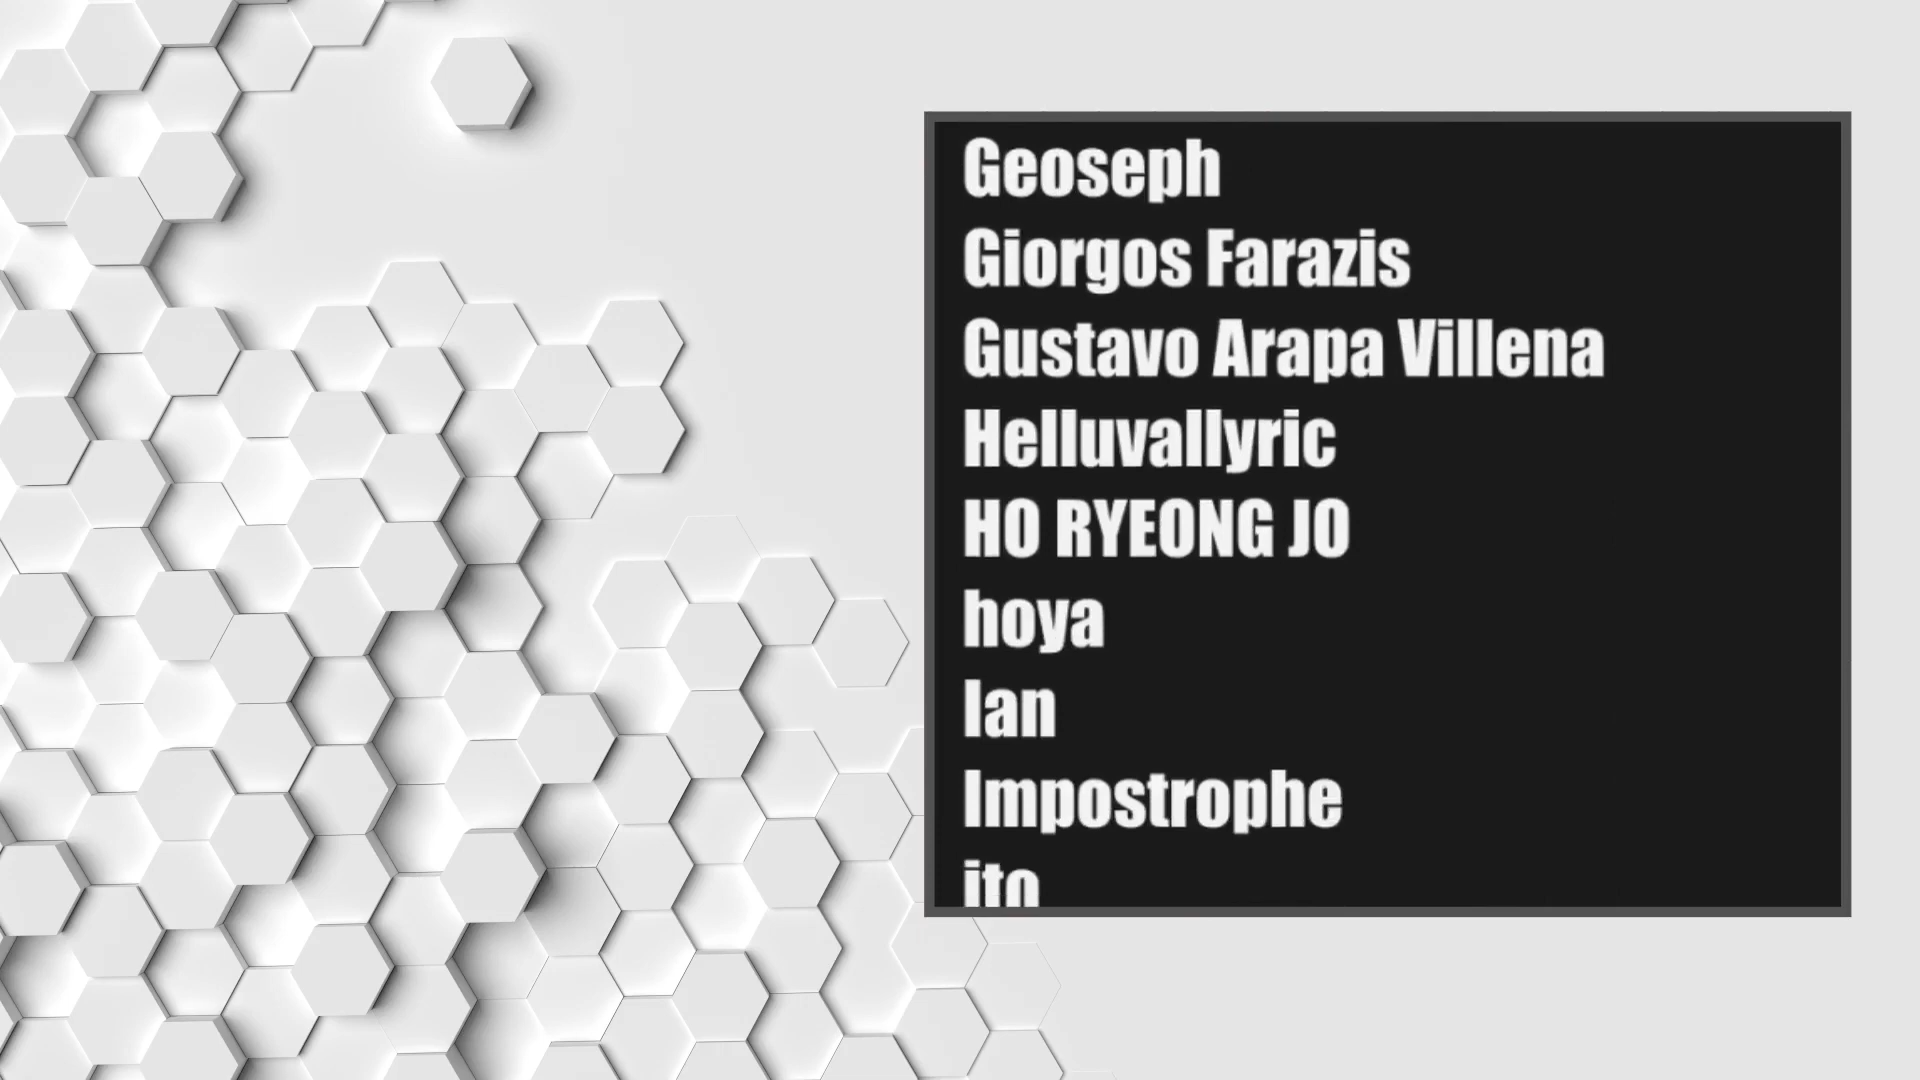 Geoseph
Giorgos Farazis
Gustavo Arapa Villena
Helluvallyric
HO RYEONG JO
hoya
Ian
Impostrophe
ito